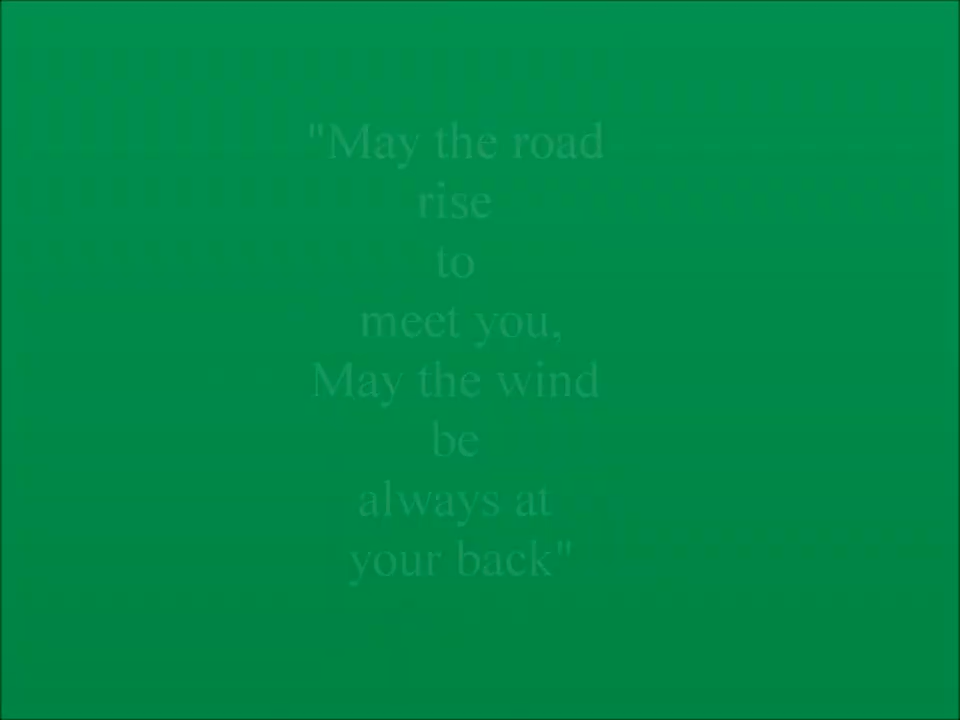 "May the road
rise
to
meet you,
May the wind
be
always at
your back"